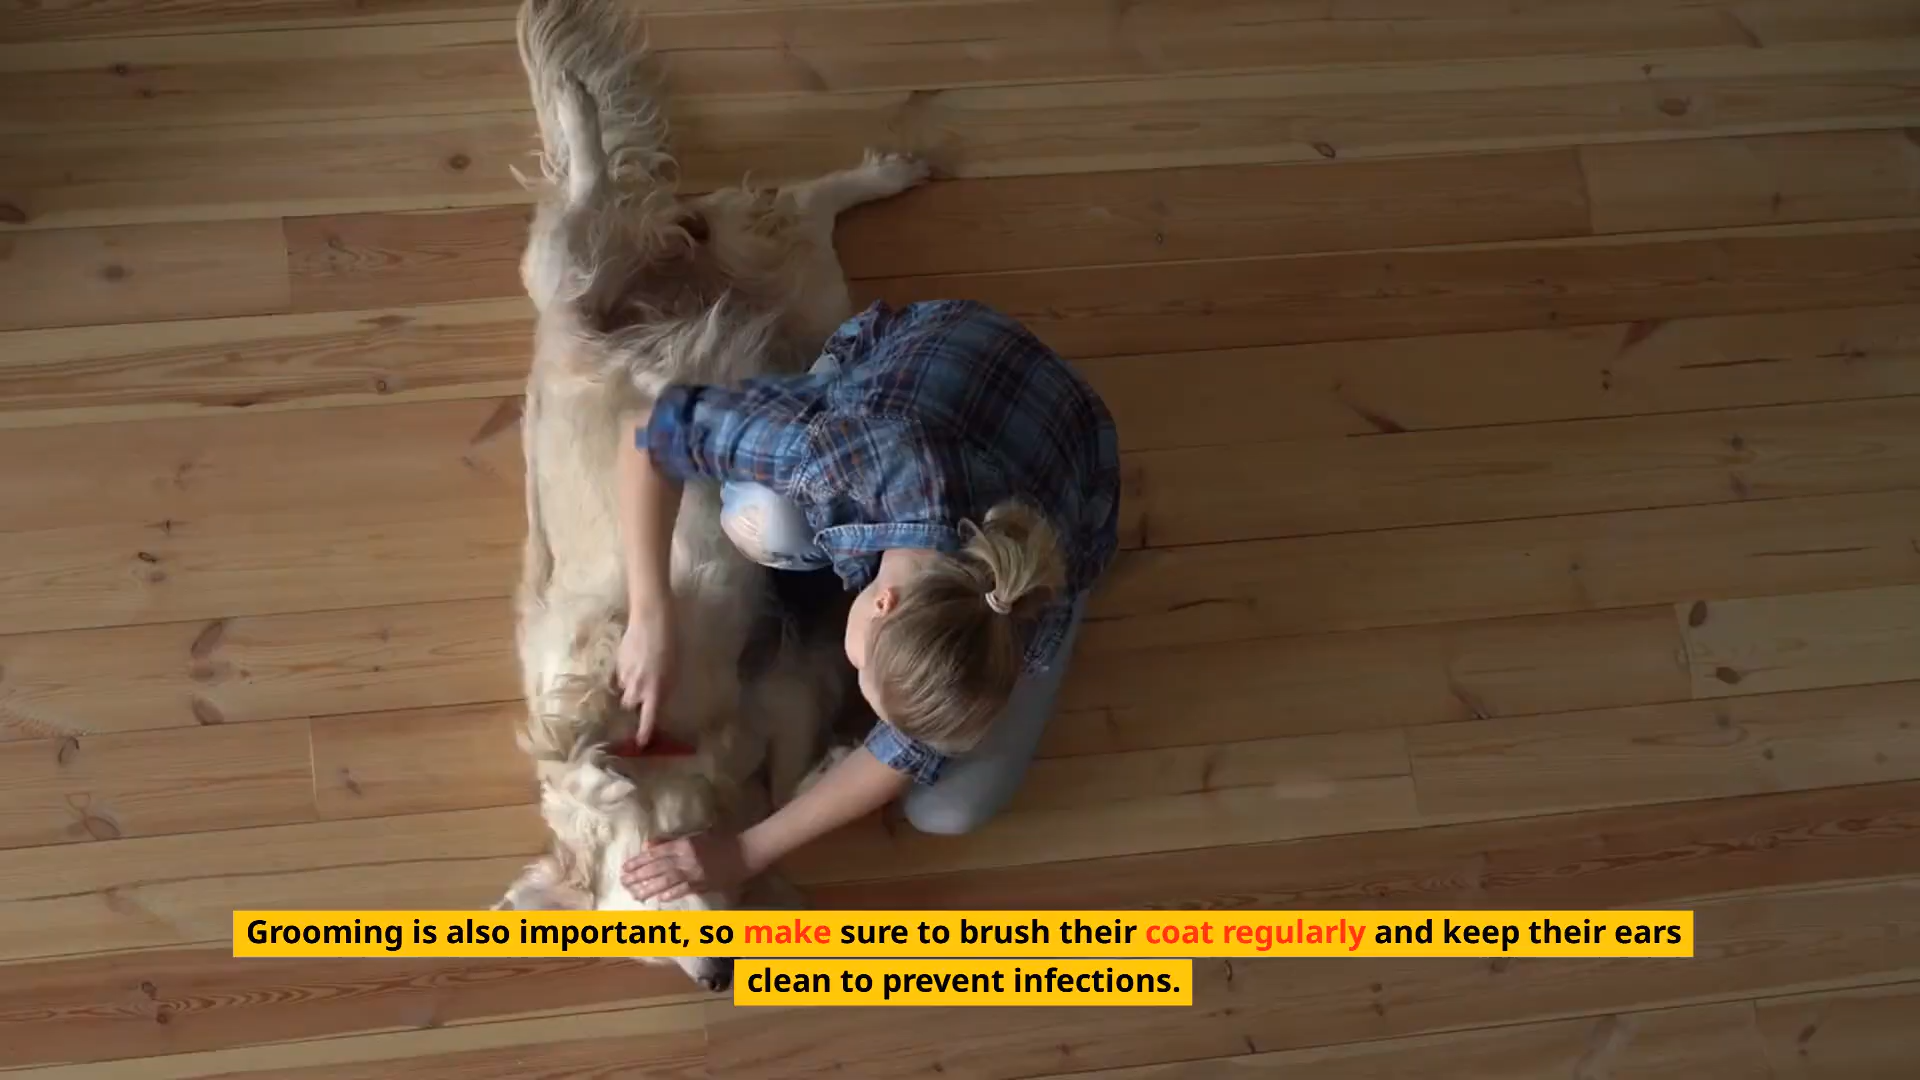 Grooming is also important, so make sure to brush their coat regularly and keep their ears
clean to prevent infections.